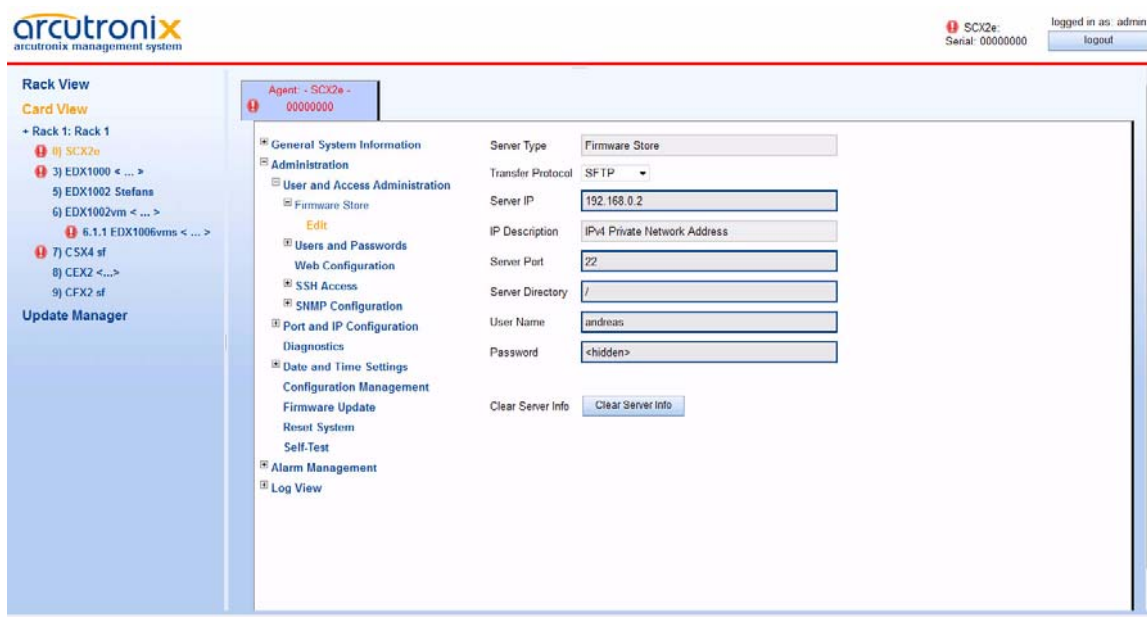 arcutronix
arcutronix management system
SCX2e:
Serial: 00000000
logged in as: admin
logout
Rack View
Card View
+ Rack 1: Rack 1
0) SCX2e
3) EDX1000 < ... >
5) EDX1002 Stefans
6) EDX1002vm < ... >
6.1.1 EDX1006vms < ... >
7) CSX4 sf
8) CEX2 <...>
9) CFX2 sf
Update Manager
Agent: - SCX2e -
00000000
General System Information
Administration
User and Access Administration
Firmware Store
Edit
Users and Passwords
Web Configuration
SSH Access
SNMP Configuration
Port and IP Configuration
Diagnostics
Date and Time Settings
Configuration Management
Firmware Update
Reset System
Self-Test
Alarm Management
Log View
Server Type Firmware Store
Transfer Protocol SFTP
Server IP 192.168.0.2
IP Description IPv4 Private Network Address
Server Port 22
Server Directory /
User Name andreas
Password <hidden>
Clear Server Info Clear Server Info